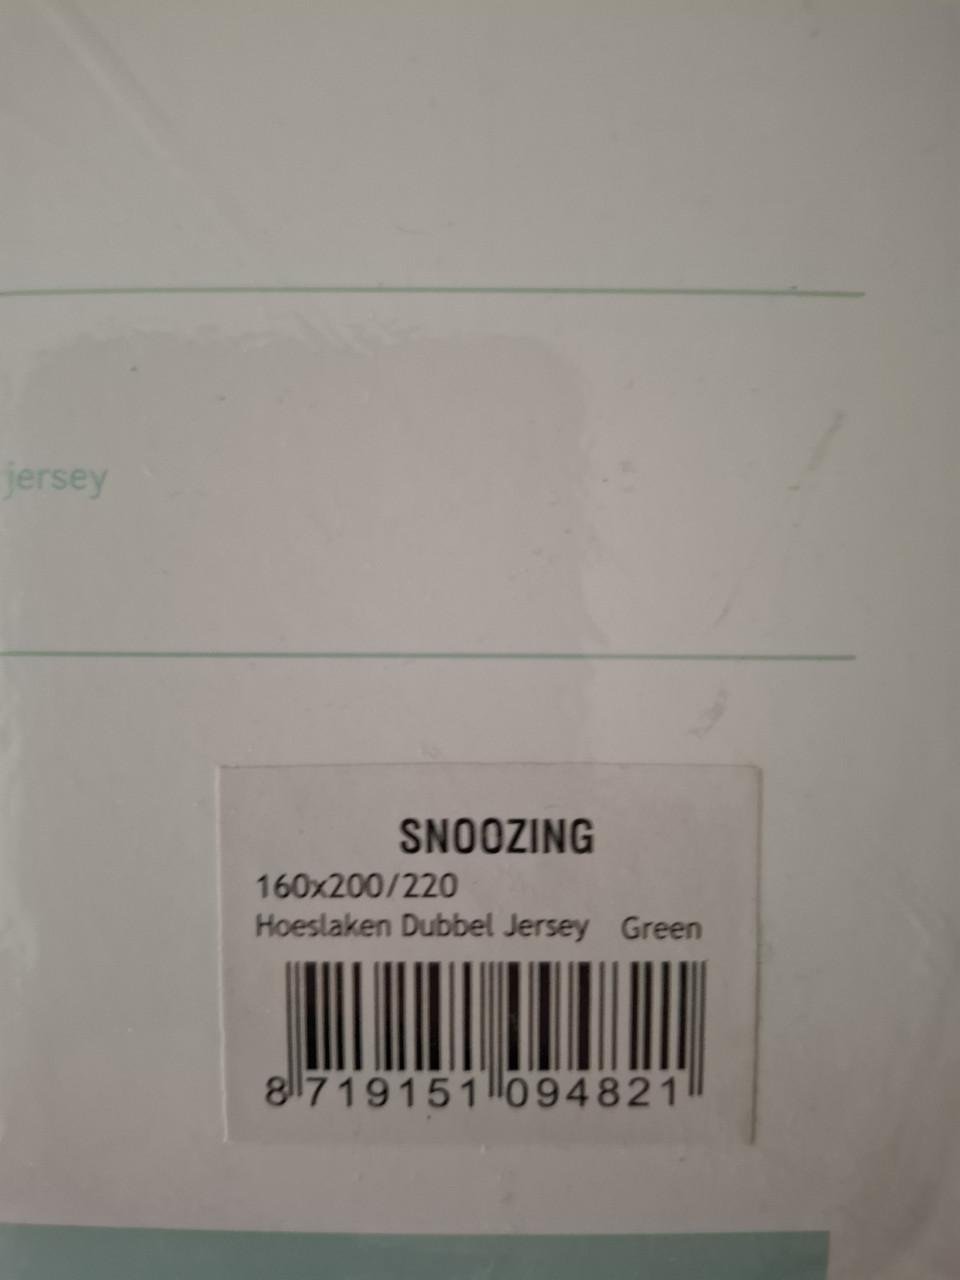 jersey
SNOOZING
160x200/220
Hoeslaken Dubbel Jersey Green
8 719151 094821